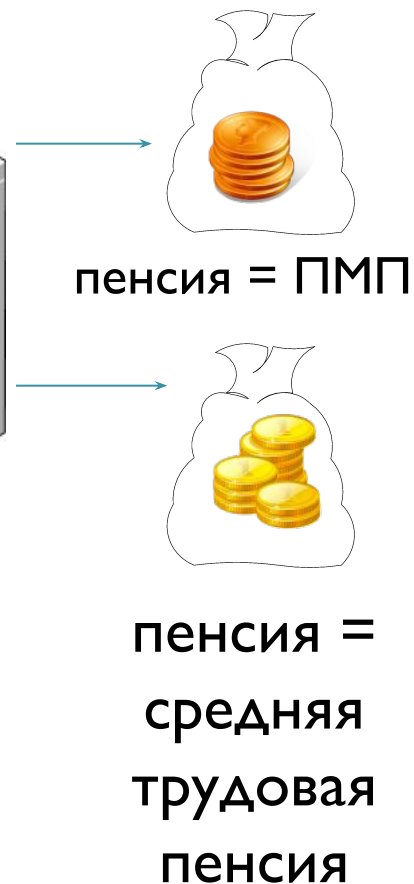 пенсия = ПМП
пенсия =
средняя
трудовая
пенсия